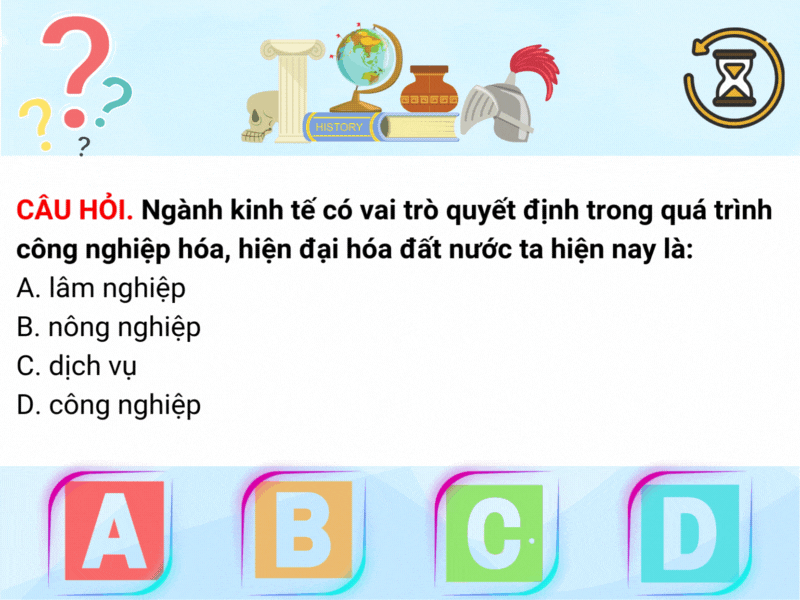 ?
?
?
?
HISTORY
CÂU HỎI. Ngành kinh tế có vai trò quyết định trong quá trình
công nghiệp hóa, hiện đại hóa đất nước ta hiện nay là:
A. lâm nghiệp
B. nông nghiệp
C. dịch vụ
D. công nghiệp
A B C D